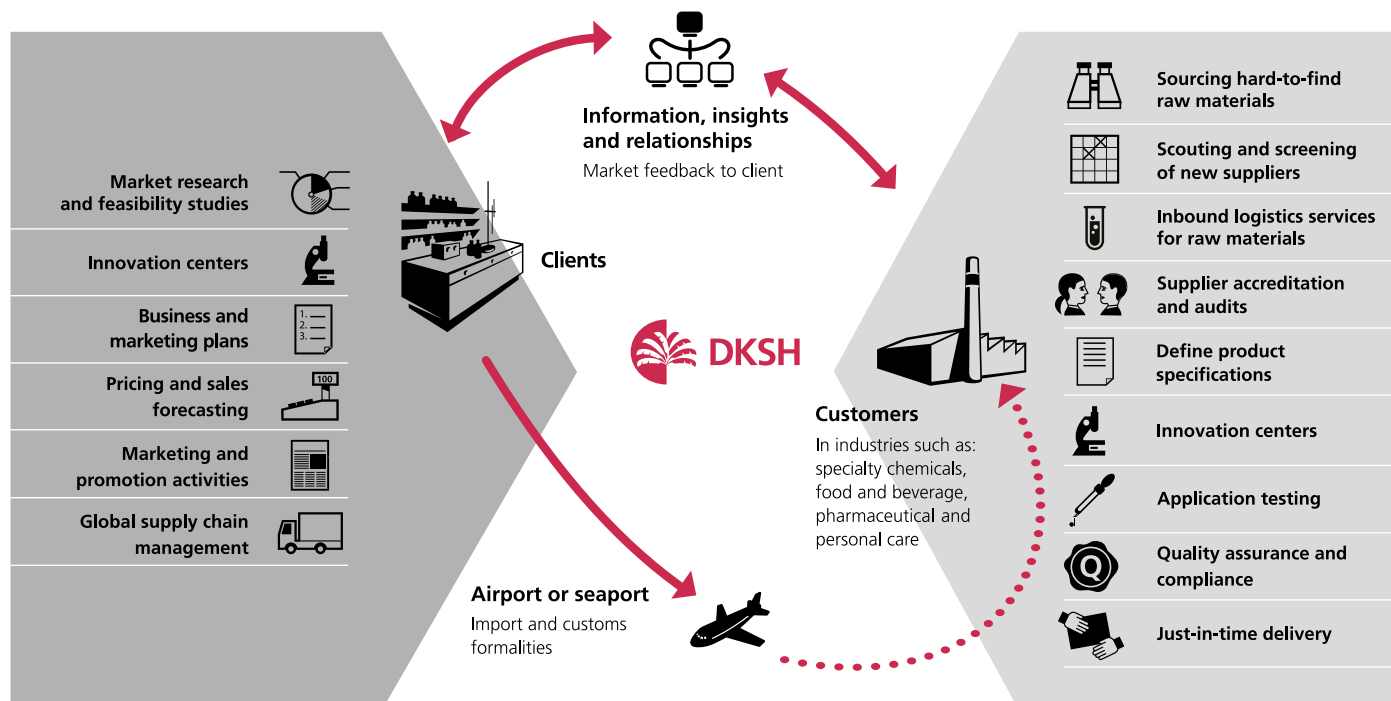 Information, insights
and relationships
Market feedback to client
Market research
and feasibility studies
Innovation centers
Business and
marketing plans
1.
2.
3.
Pricing and sales
forecasting
100
Marketing and
promotion activities
Global supply chain
management
Clients
DKSH
Airport or seaport
Import and customs
formalities
Customers
In industries such as:
specialty chemicals,
food and beverage,
pharmaceutical and
personal care
Sourcing hard-to-find
raw materials
Scouting and screening
of new suppliers
Inbound logistics services
for raw materials
Supplier accreditation
and audits
Define product
specifications
Innovation centers
Application testing
Quality assurance and
compliance
Q
Just-in-time delivery